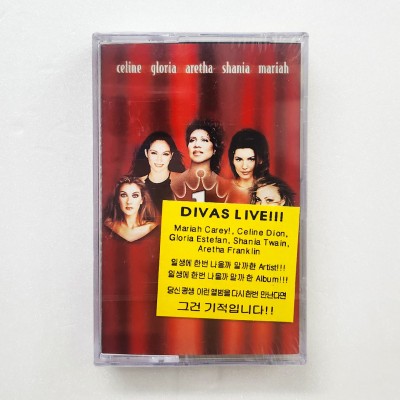 celine gloria aretha shania mariah
1
DIVAS LIVE!!!
Mariah Carey!, Celine Dion,
Gloria Estefan, Shania Twain,
Aretha Franklin
일생에 한번 나올까 말까한 Artist!!!
일생에 한번 나올까 말까한 Album!!!
당신 평생 이런 앨범을 다시 한번 만난다면
그건 기적입니다!!